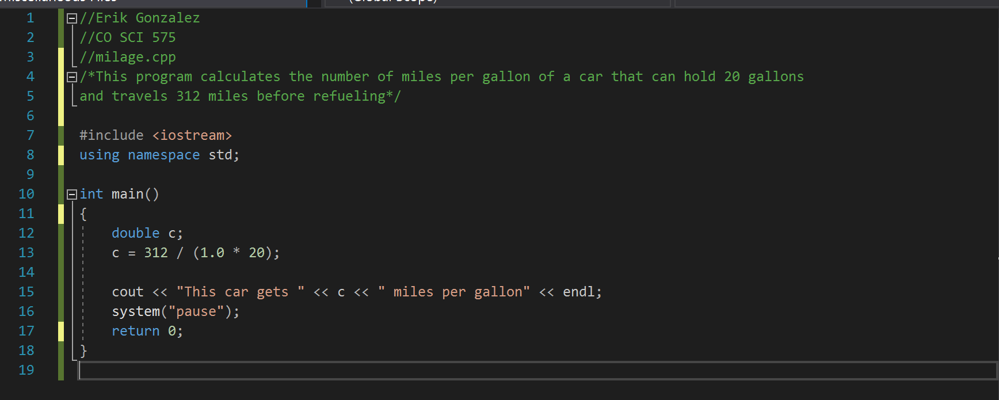 1 //Erik Gonzalez
2 //CO SCI 575
3 //milage.cpp
4 /*This program calculates the number of miles per gallon of a car that can hold 20 gallons
5 and travels 312 miles before refueling*/
6
7 #include <iostream>
8 using namespace std;
9
10 int main()
11 {
12 double c;
13 c = 312 / (1.0 * 20);
14
15 cout << "This car gets " << c << " miles per gallon" << endl;
16 system("pause");
17 return 0;
18 }
19